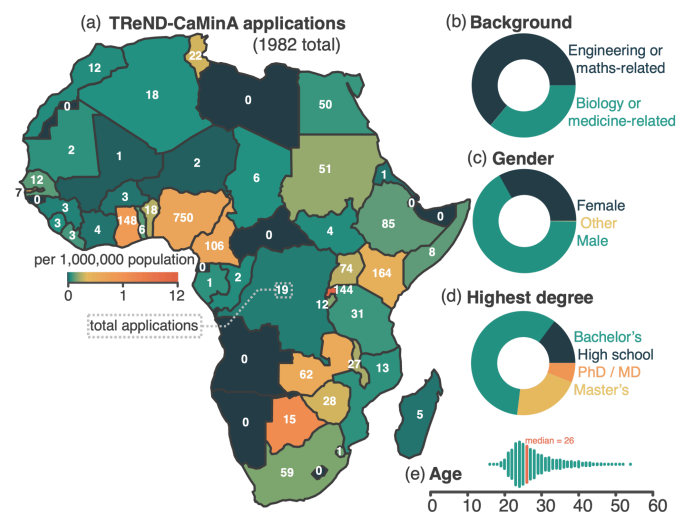 (a) TReND-CaMinA applications
(1982 total)
22
12
18
0
0
50
2
1
2
12
7
0
3
3
6
51
1
0
0
3
3
4
148
6
18
750
4
85
8
106
0
per 1,000,000 population
0 1 12
0
1
2
19
74
164
144
12
31
total applications
0
62
27
13
0
15
28
5
1
59
0
(b) Background
Engineering or
maths-related
Biology or
medicine-related
(c) Gender
Female
Other
Male
(d) Highest degree
Bachelor's
High school
PhD / MD
Master's
median = 26
(e) Age
0 10 20 30 40 50 60